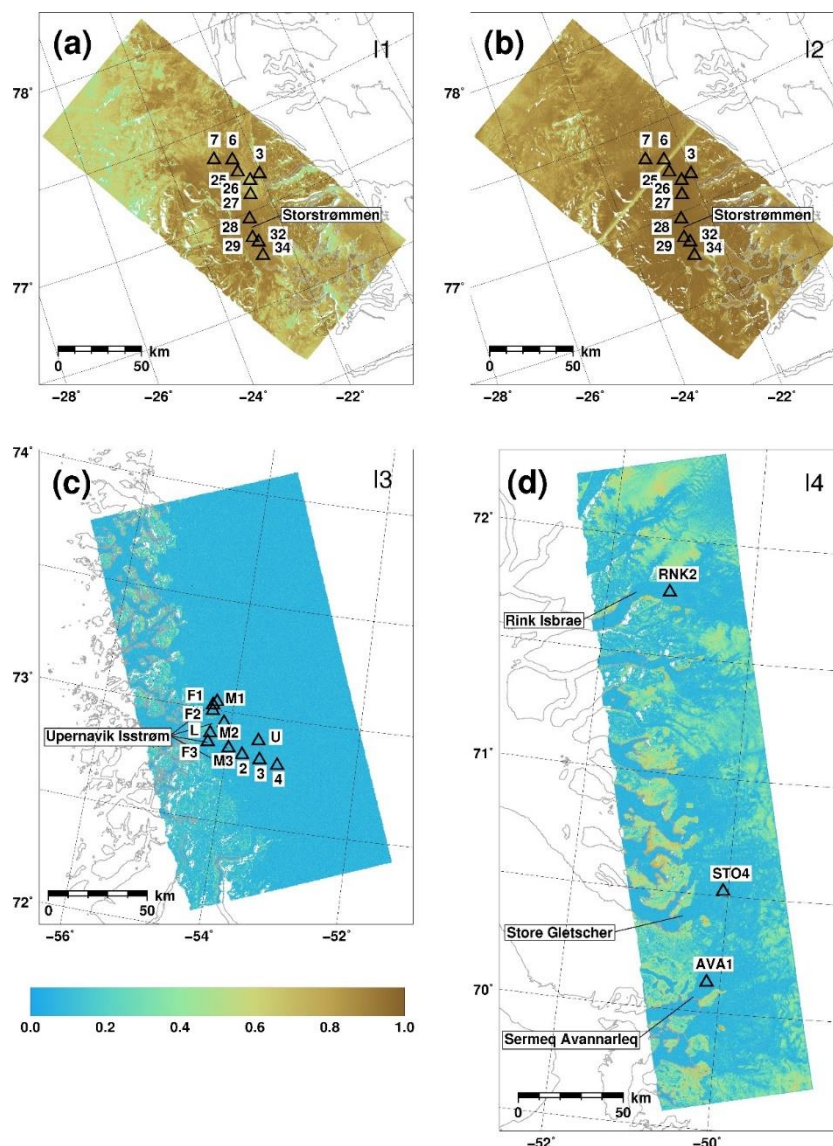 (a)
I1
78°
77°
7
6
3
25
26
27
28
29
32
34
Storstrømmen
0
50
km
−28
−26°
−24°
−22°
(b)
I2
78°
77°
7
6
3
25
26
27
28
29
32
34
Storstrømmen
0
50
km
−28
−26°
−24°
−22°
(c)
I3
74°
73°
72°
F1
M1
F2
L
M2
U
Upernavik Isstrøm
F3
M3
2
3
4
0
50
km
−56°
−54°
−52°
0.0
0.2
0.4
0.6
0.8
1.0
(d)
I4
72°
71°
70°
RNK2
Rink Isbrae
STO4
Store Gletscher
AVA1
Sermeq Avannarleq
0
50
km
−52°
−50°